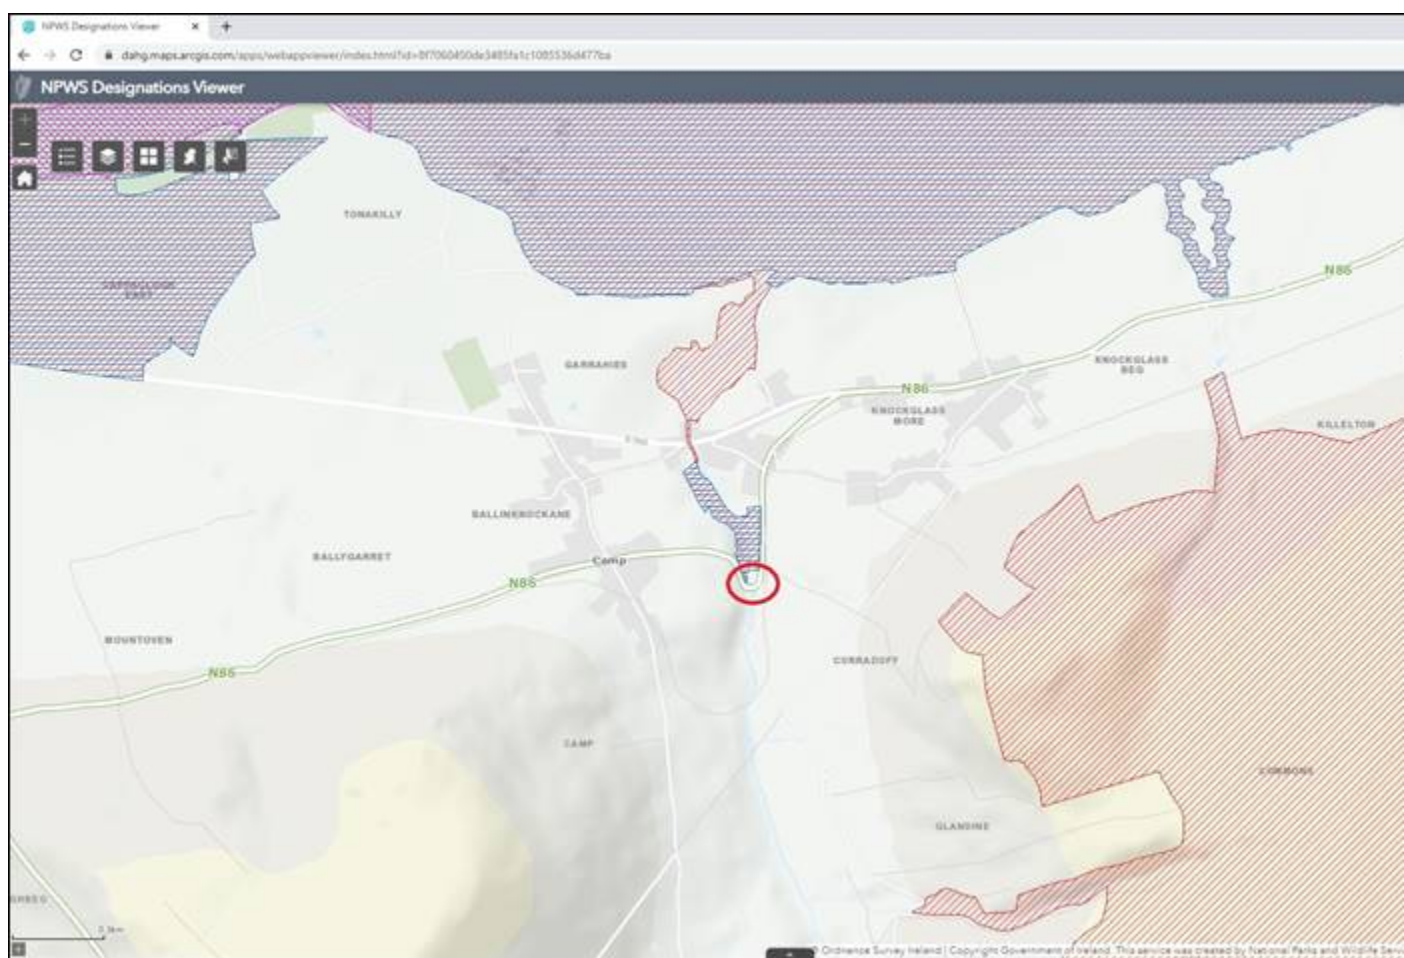 NPWS Designations Viewer
NPWS Designations Viewer
TONAKILLY
N86
GARRAHIES
KNOCKGLASS
BEG
N86
KNOCKGLASS
MORE
KILLELTON
BALLINKNOCKANE
BALLYGARRET
Camp
N86
MOUNTOVEN
CURRADUFF
N86
CAMP
COMMONS
GLANDINE
© Ordnance Survey Ireland | Copyright Government of Ireland. This service was created by National Parks and Wildlife Serv